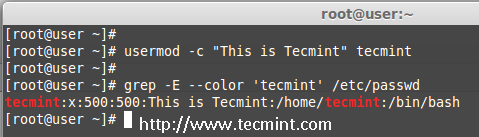 root@user:~
[root@user ~]#
[root@user ~]# usermod -c "This is Tecmint" tecmint
[root@user ~]#
[root@user ~]# grep -E --color 'tecmint' /etc/passwd
tecmint:x:500:500:This is Tecmint:/home/tecmint:/bin/bash
[root@user ~]#
http://www.tecmint.com